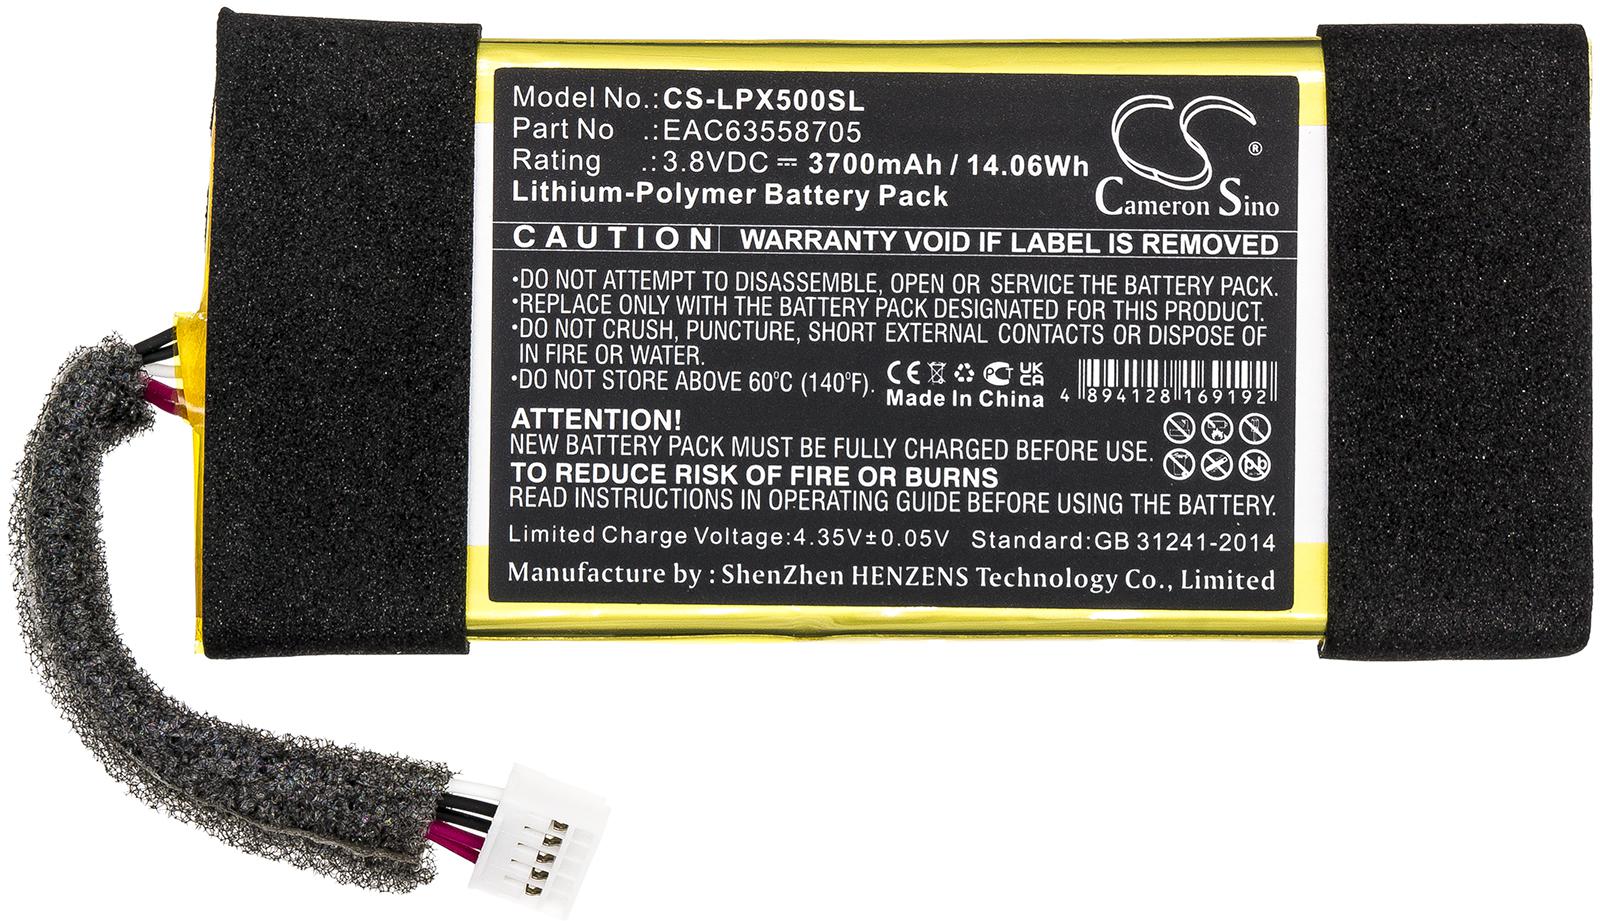 Model No.:CS-LPX500SL
Part No .:EAC63558705
Rating .:3.8VDC ⎓ 3700mAh / 14.06Wh
Lithium-Polymer Battery Pack
CS ®
Cameron Sino
CAUTION WARRANTY VOID IF LABEL IS REMOVED
•DO NOT ATTEMPT TO DISASSEMBLE, OPEN OR SERVICE THE BATTERY PACK.
•REPLACE ONLY WITH THE BATTERY PACK DESIGNATED FOR THIS PRODUCT.
•DO NOT CRUSH, PUNCTURE, SHORT EXTERNAL CONTACTS OR DISPOSE OF
IN FIRE OR WATER.
•DO NOT STORE ABOVE 60°C (140°F).
CE PCT UK
CA
Made In China
4 894128 169192
ATTENTION!
NEW BATTERY PACK MUST BE FULLY CHARGED BEFORE USE.
TO REDUCE RISK OF FIRE OR BURNS
Pb
READ INSTRUCTIONS IN OPERATING GUIDE BEFORE USING THE BATTERY.
Limited Charge Voltage:4.35V±0.05V Standard:GB 31241-2014
Manufacture by : ShenZhen HENZENS Technology Co., Limited